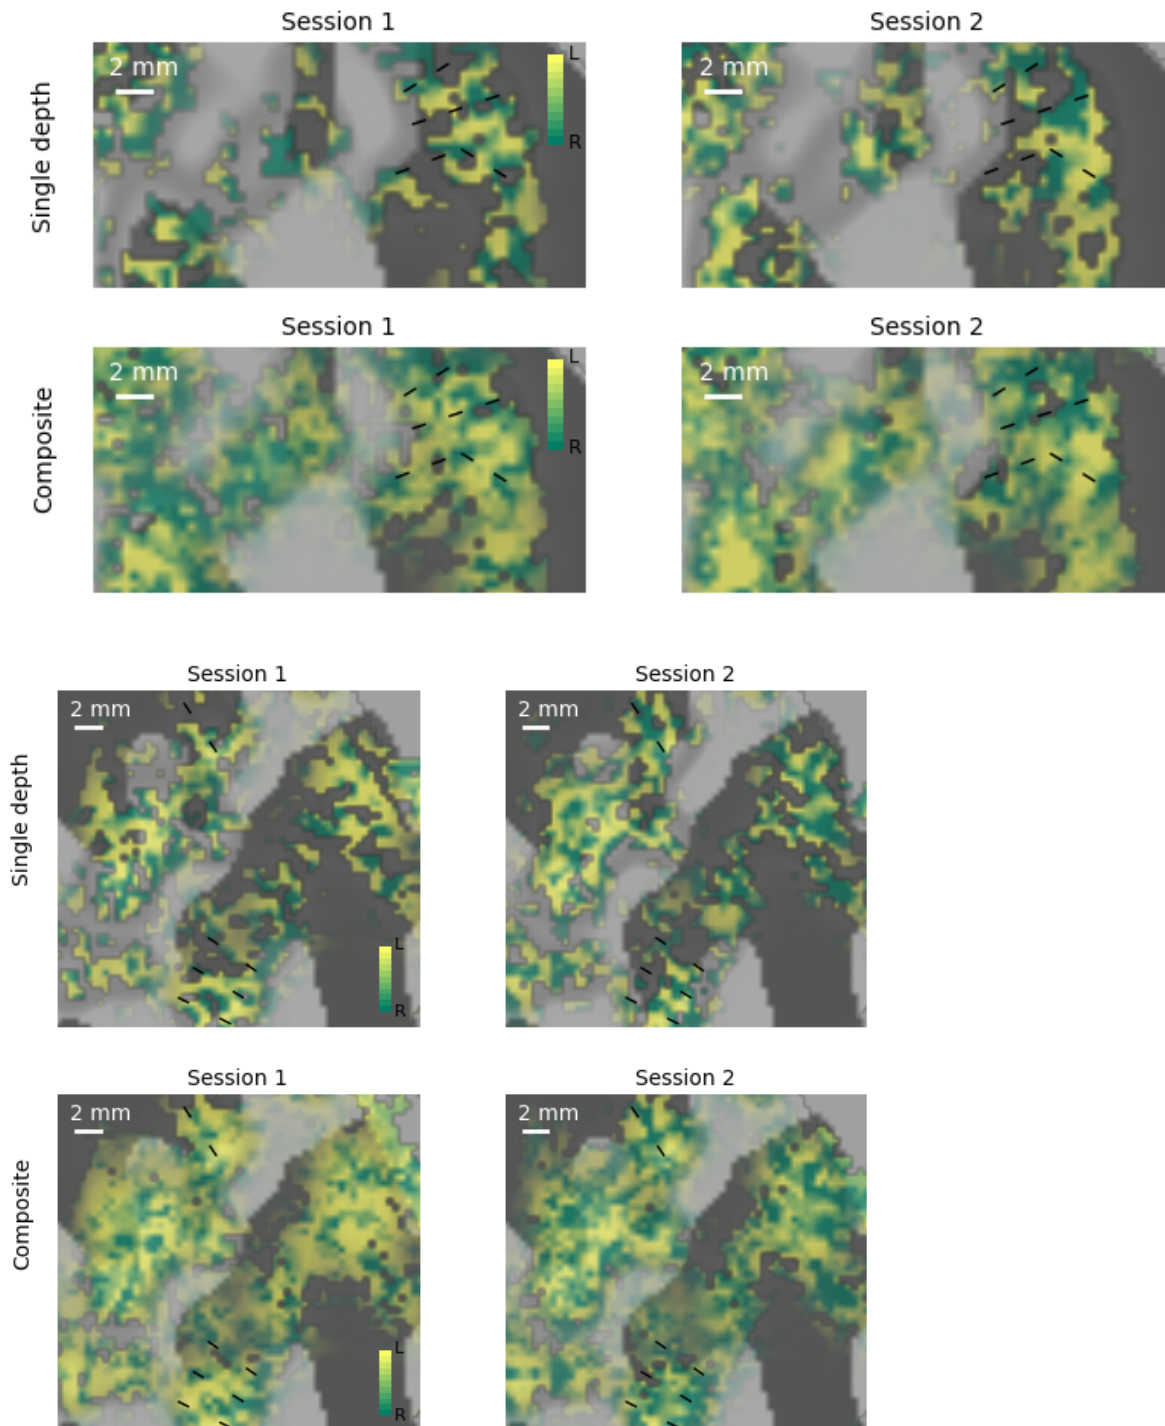 Session 1
Session 2
Single depth
2 mm
L
R
2 mm
Session 1
Session 2
Composite
2 mm
L
R
2 mm
Session 1
Session 2
Single depth
2 mm
L
R
2 mm
Session 1
Session 2
Composite
2 mm
L
R
2 mm